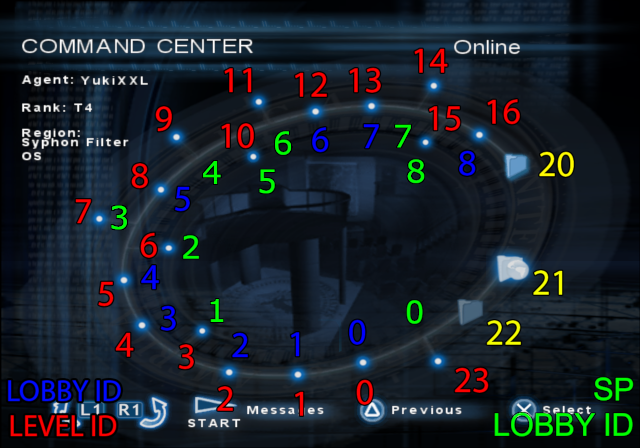 COMMAND CENTER
Online
Agent: YukiXXL
Rank: T4
Region:
Syphon Filter
OS
14
13
12
11
16
15
9
10
6
6
7
7
20
8
4
5
8
8
5
7
3
6
2
21
5
4
4
3
1
0
22
3
2
1
0
23
2
1
0
LOBBY ID
SP
LOBBY ID
LEVEL ID
L1
R1
START
Messages
Previous
Select